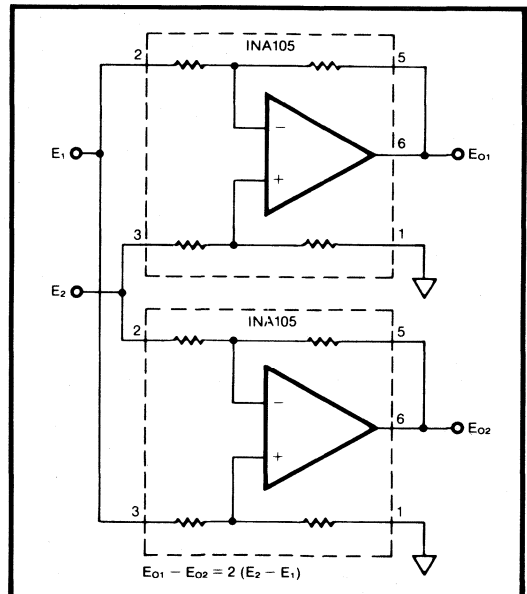 INA105
2
5
E₁
−
6
E₀₁
+
3
1
E₂
INA105
2
5
−
6
E₀₂
+
3
1
E₀₁ − E₀₂ = 2 (E₂ − E₁)